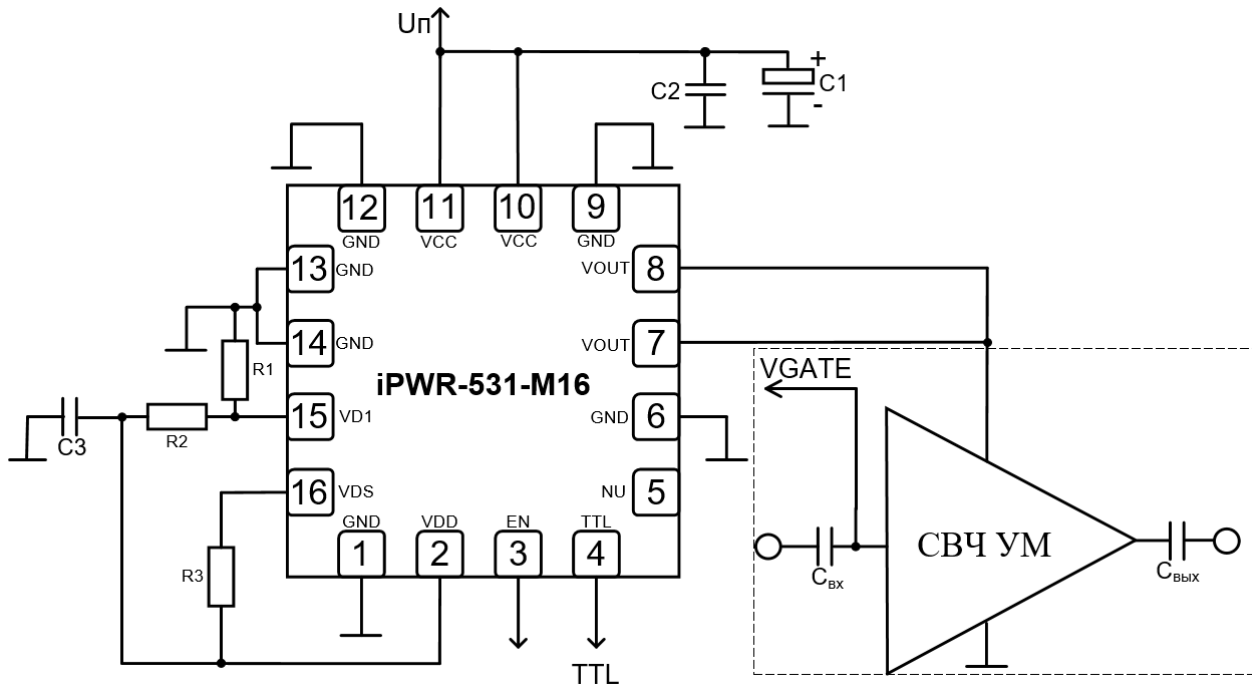 Uп
+
C2
C1
-
12
11
10
9
GND
VCC
VCC
GND
13
GND
VOUT
8
14
GND
VOUT
7
R1
iPWR-531-M16
VGATE
15
VD1
GND
6
C3
R2
16
VDS
NU
5
GND
VDD
EN
TTL
1
2
3
4
R3
СВЧ УМ
Cвх
Cвых
TTL